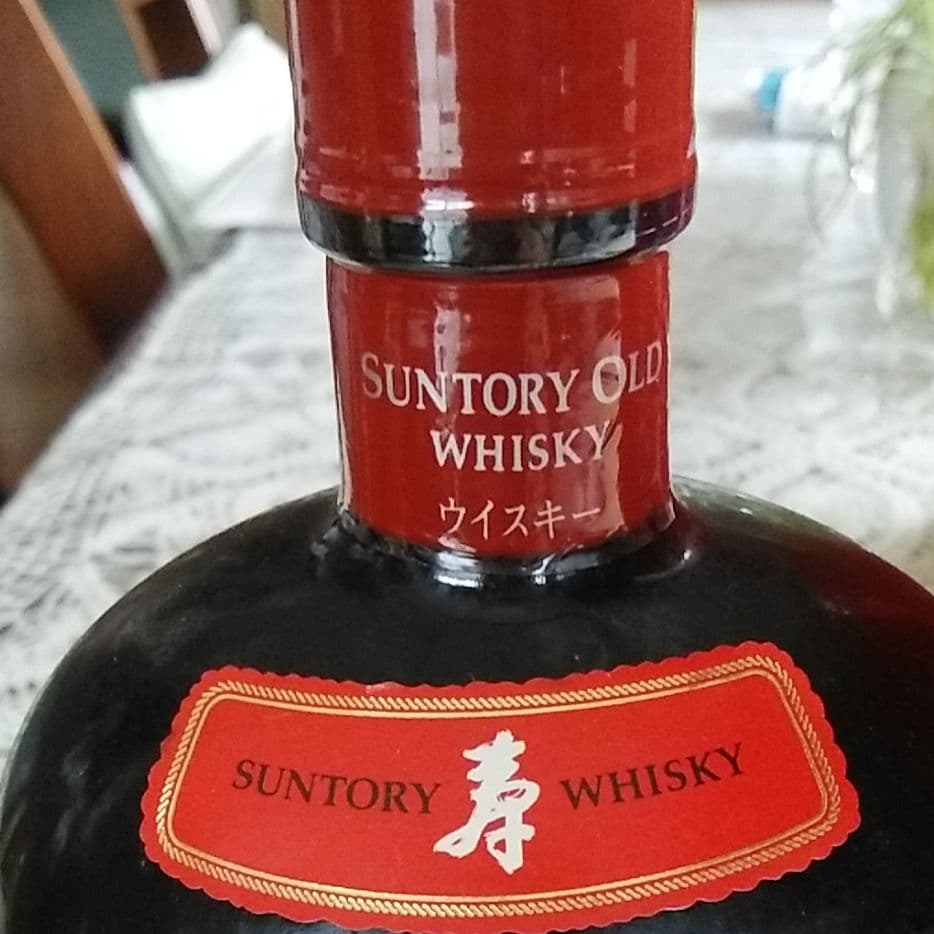 SUNTORY OLD
WHISKY
ウイスキー
SUNTORY 寿 WHISKY